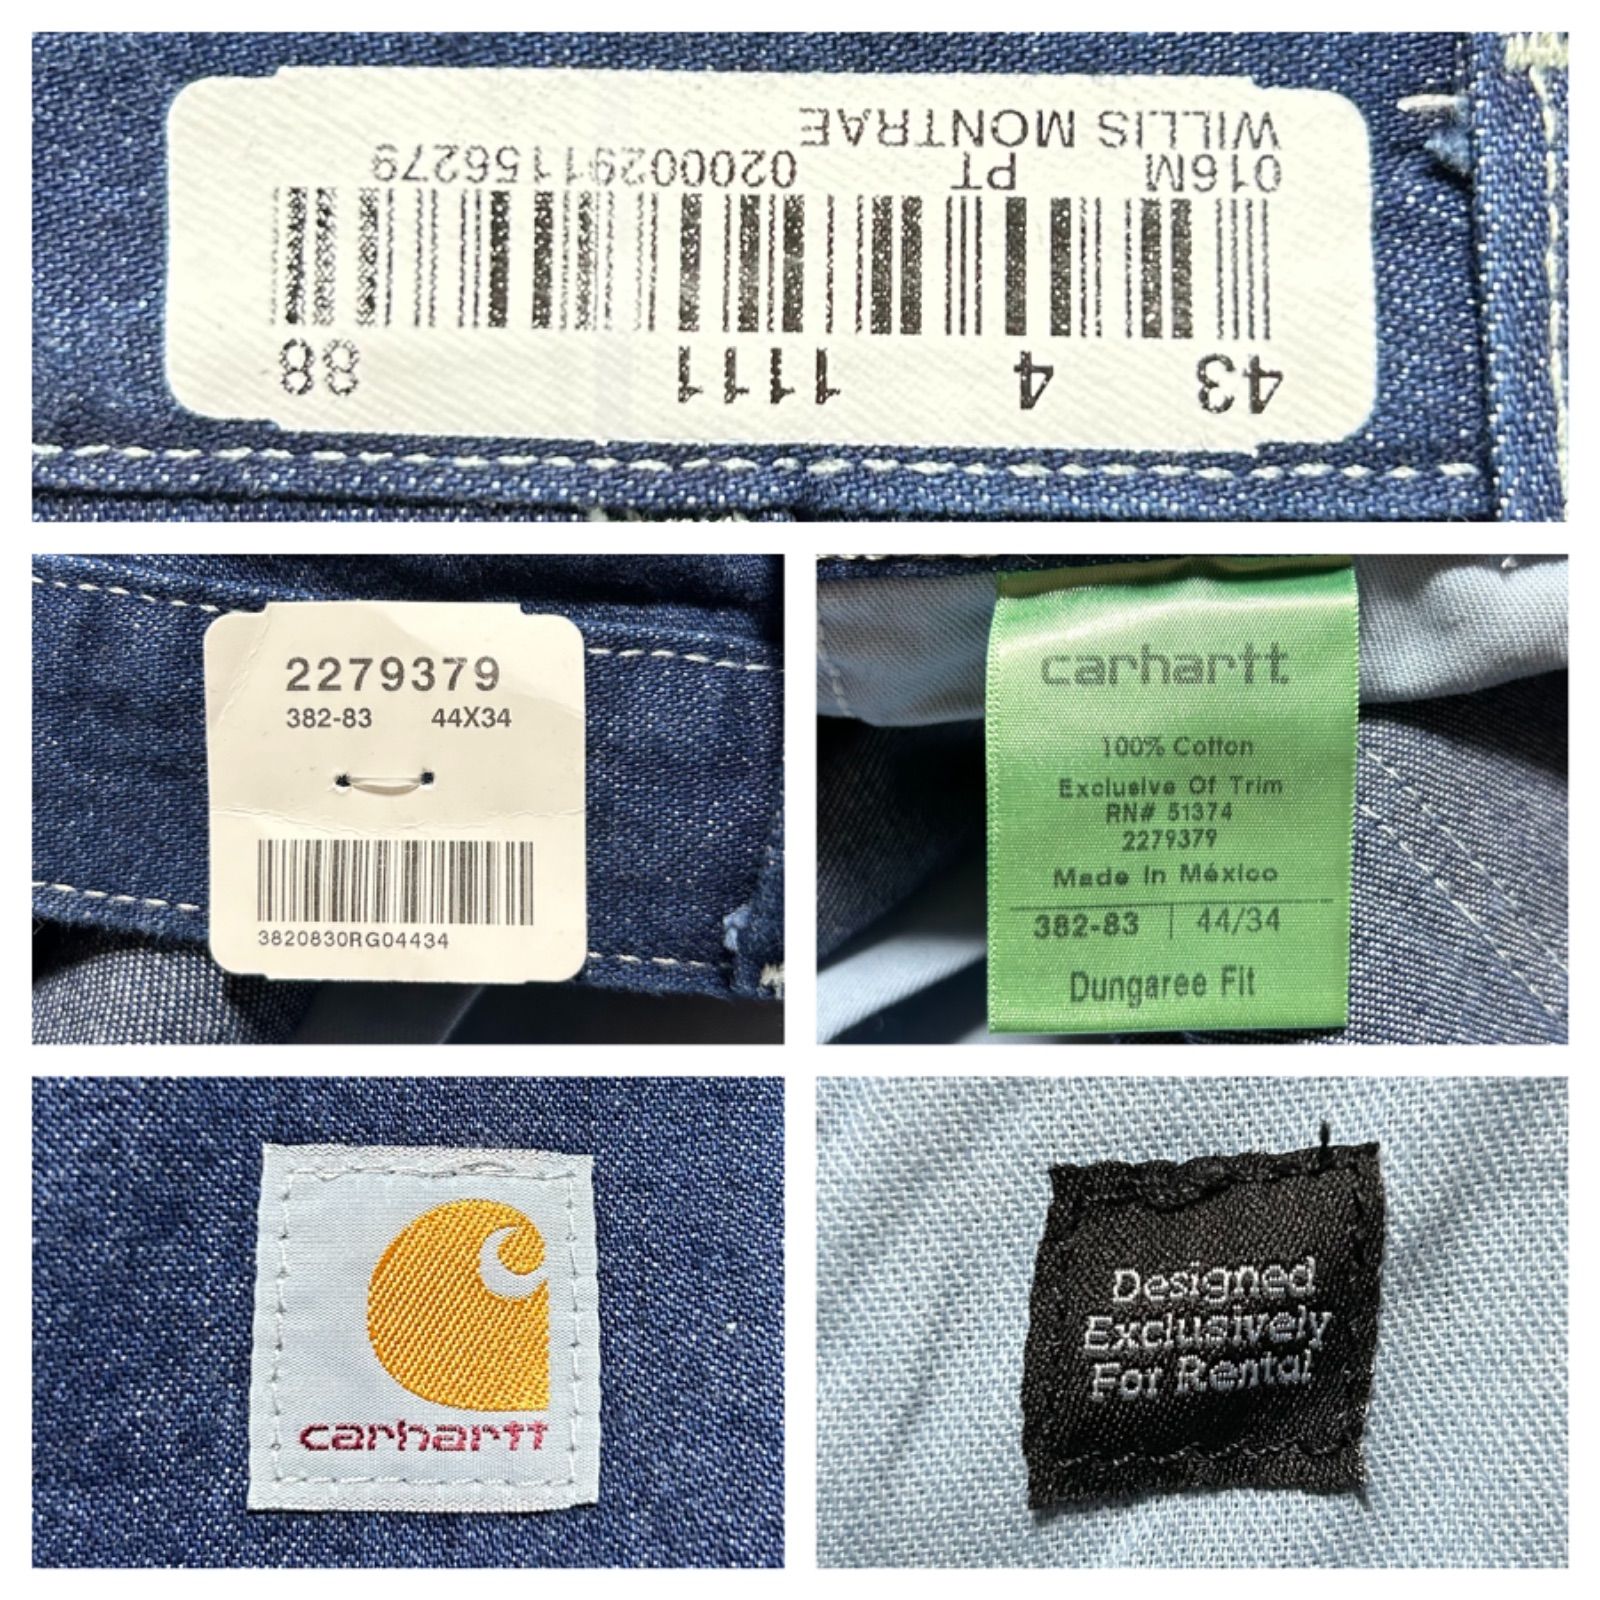 WILLIS MONTRAE
016M PT 02000291156279
43 4 1111 88
2279379
382-83 44X34
3820830RG04434
carhartt
100% Cotton
Exclusive Of Trim
RN# 51374
2279379
Made In México
382-83 | 44/34
Dungaree Fit
carhartt
Designed
Exclusively
For Rental